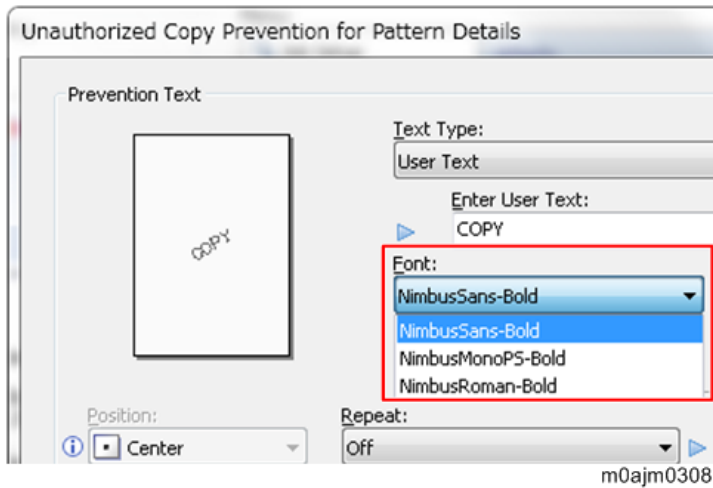 Unauthorized Copy Prevention for Pattern Details
Prevention Text
COPY
Text Type:
User Text
Enter User Text:
COPY
Font:
NimbusSans-Bold
NimbusSans-Bold
NimbusMonoPS-Bold
NimbusRoman-Bold
Position:
Center
Repeat:
Off
m0ajm0308